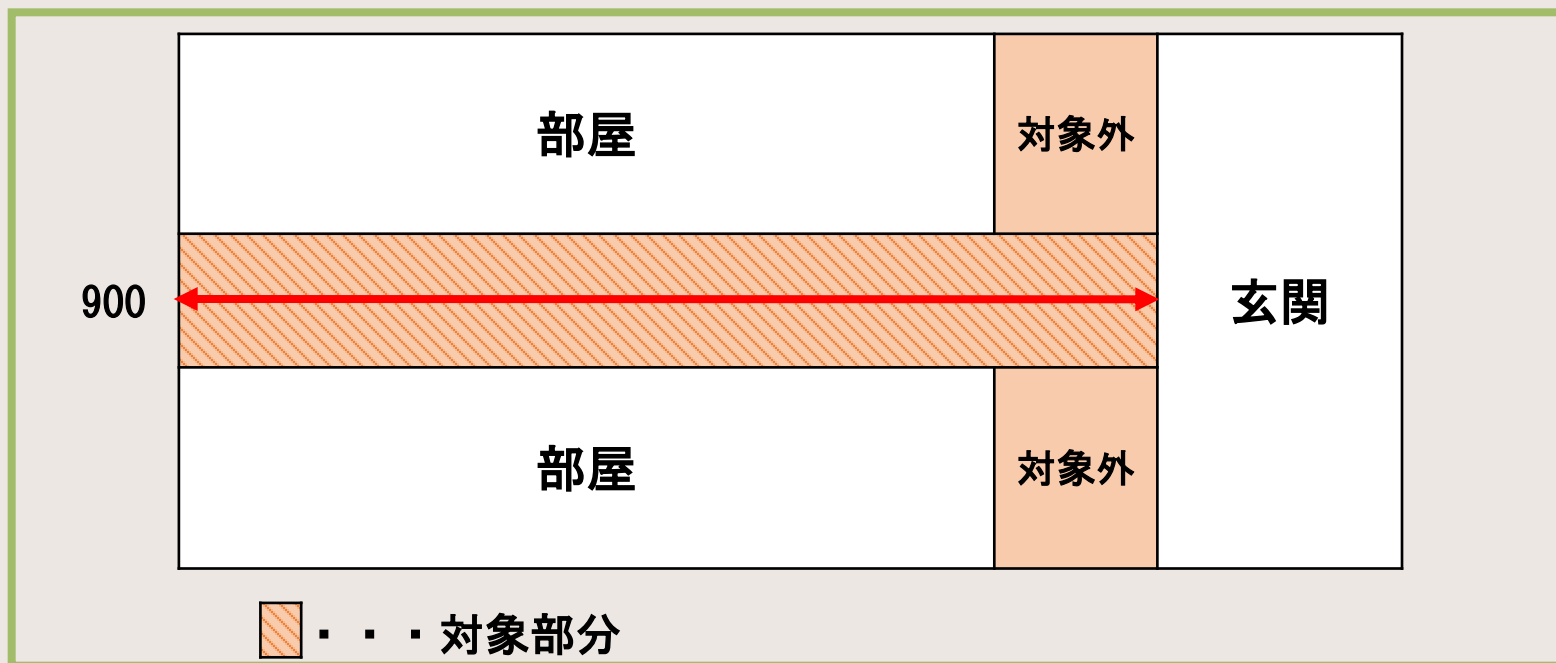 部屋
対象外
900
玄関
部屋
対象外
・・・対象部分